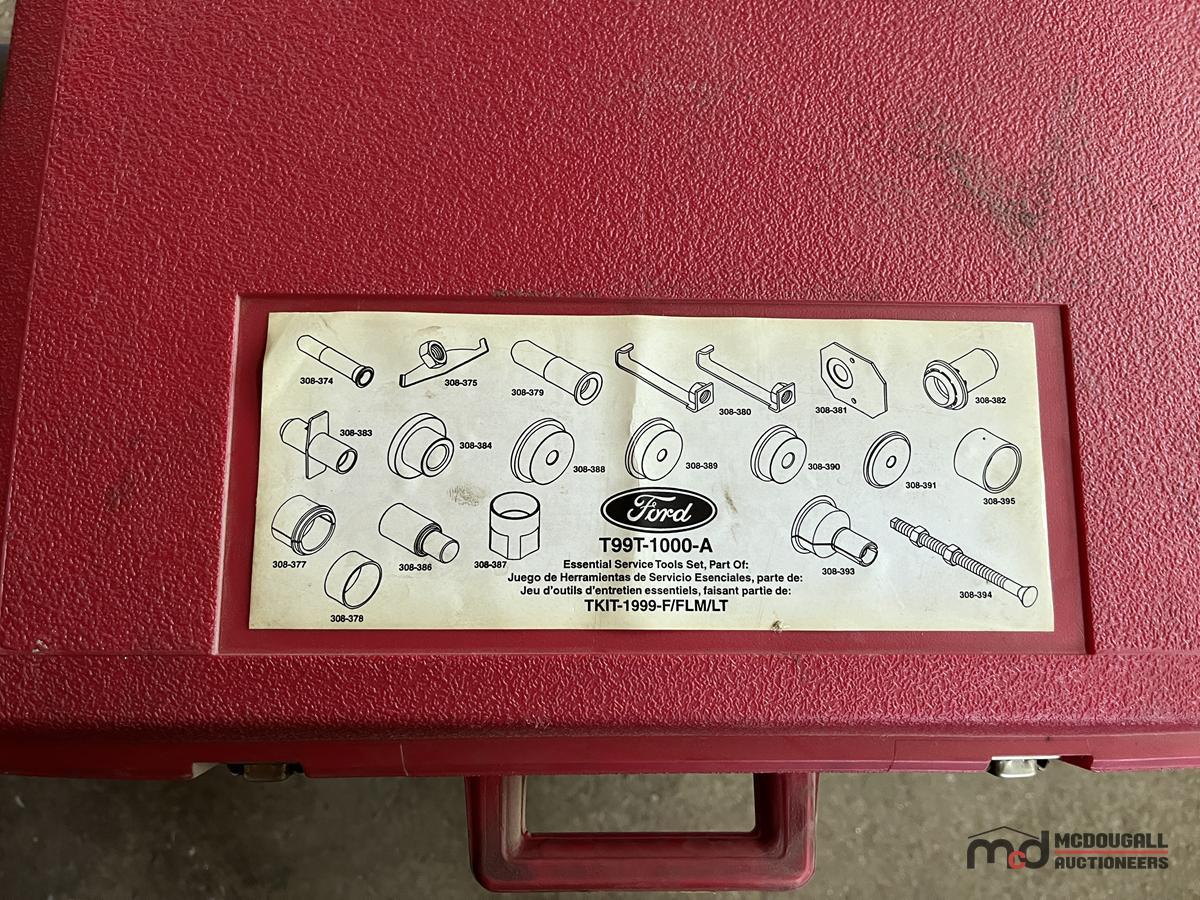 308-374
308-375
308-379
308-380
308-381
308-382
308-383
308-384
308-388
308-389
308-390
308-391
308-395
308-377
308-378
308-386
308-387
Ford
T99T-1000-A
Essential Service Tools Set, Part Of:
Juego de Herramientas de Servicio Esenciales, parte de:
Jeu d'outils d'entretien essentiels, faisant partie de:
TKIT-1999-F/FLM/LT
308-393
308-394
mcd
MCDOUGALL
AUCTIONEERS